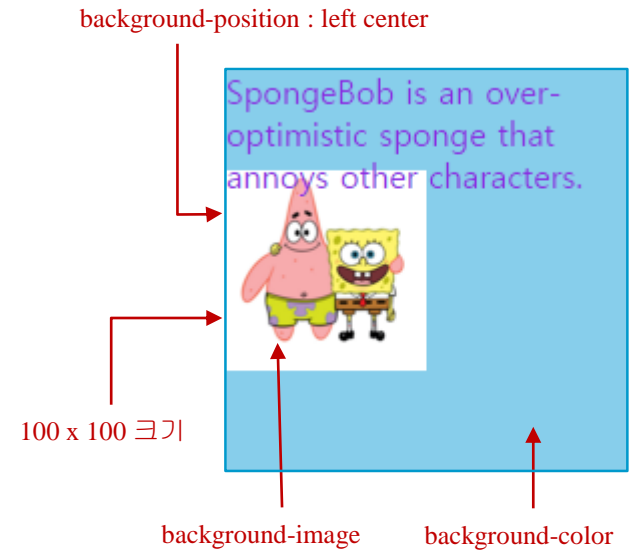 background-position : left center
SpongeBob is an over-
optimistic sponge that
annoys other characters.
100 x 100 크기
background-image
background-color